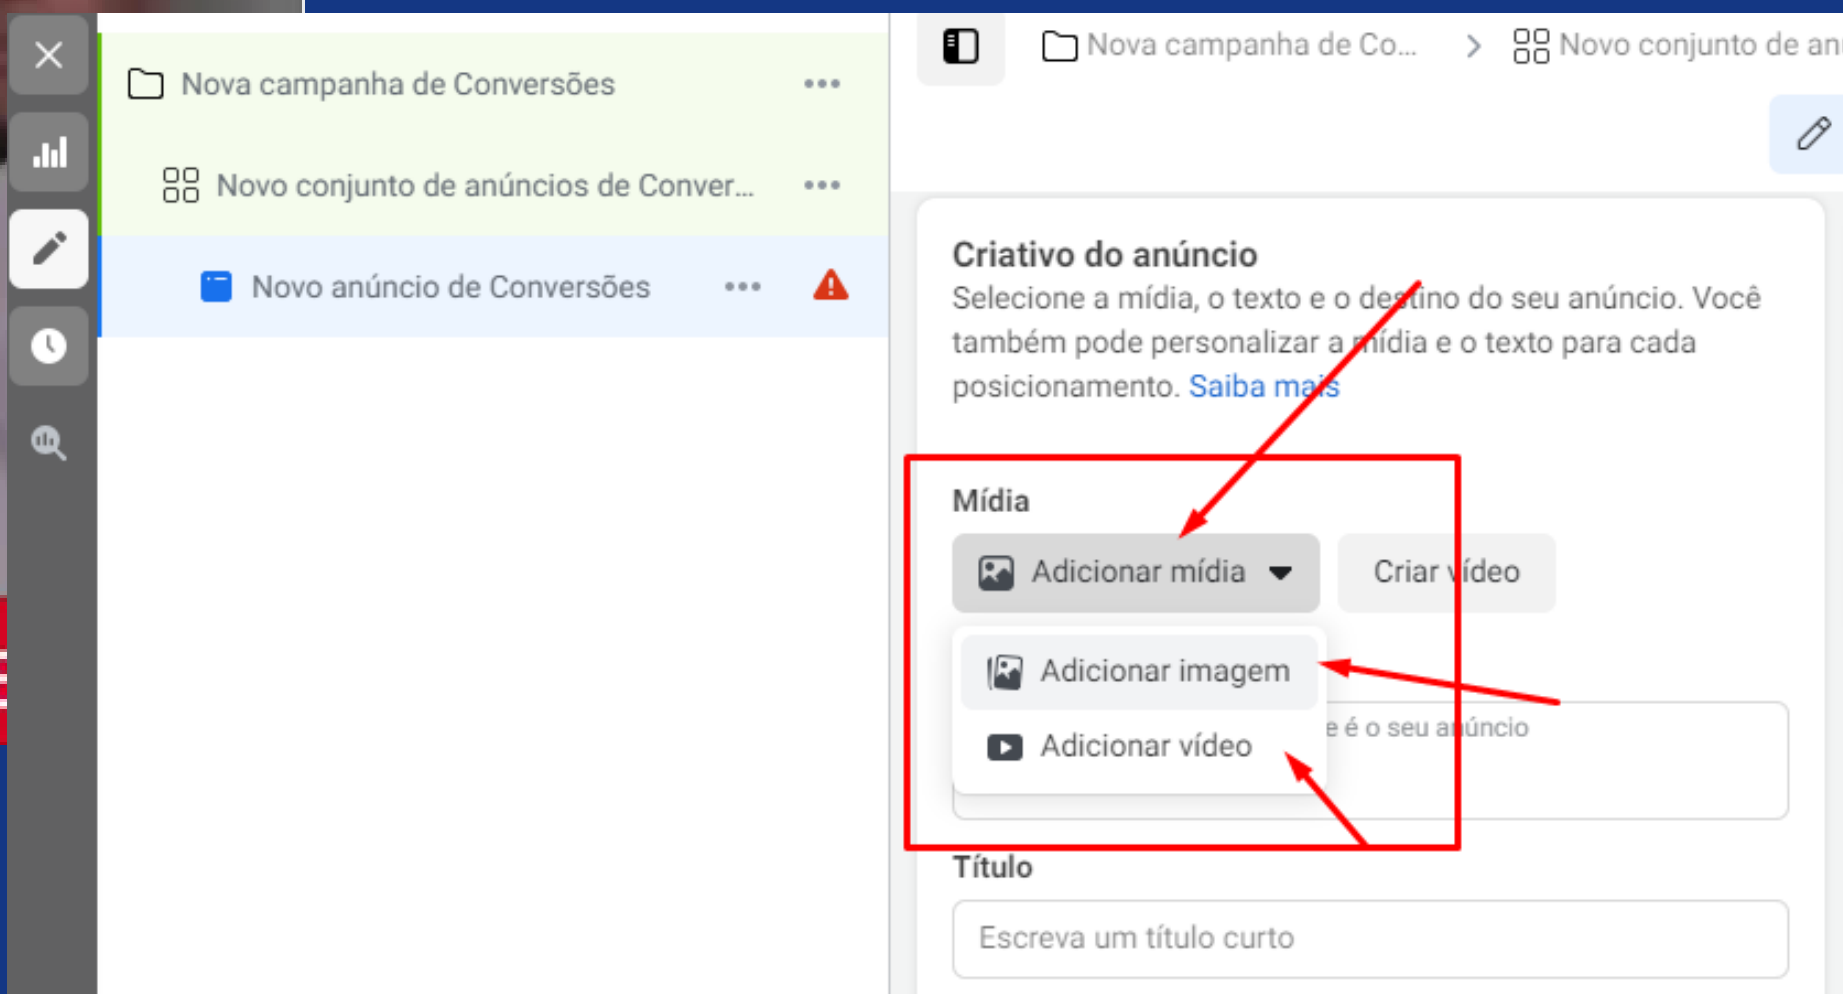 Nova campanha de Conversões
Novo conjunto de anúncios de Conver...
Novo anúncio de Conversões
Nova campanha de Co...
Novo conjunto de an
Criativo do anúncio
Selecione a mídia, o texto e o destino do seu anúncio. Você
também pode personalizar a mídia e o texto para cada
posicionamento. Saiba mais
Mídia
Adicionar mídia
Criar vídeo
Adicionar imagem
Adicionar vídeo
e é o seu anúncio
Título
Escreva um título curto